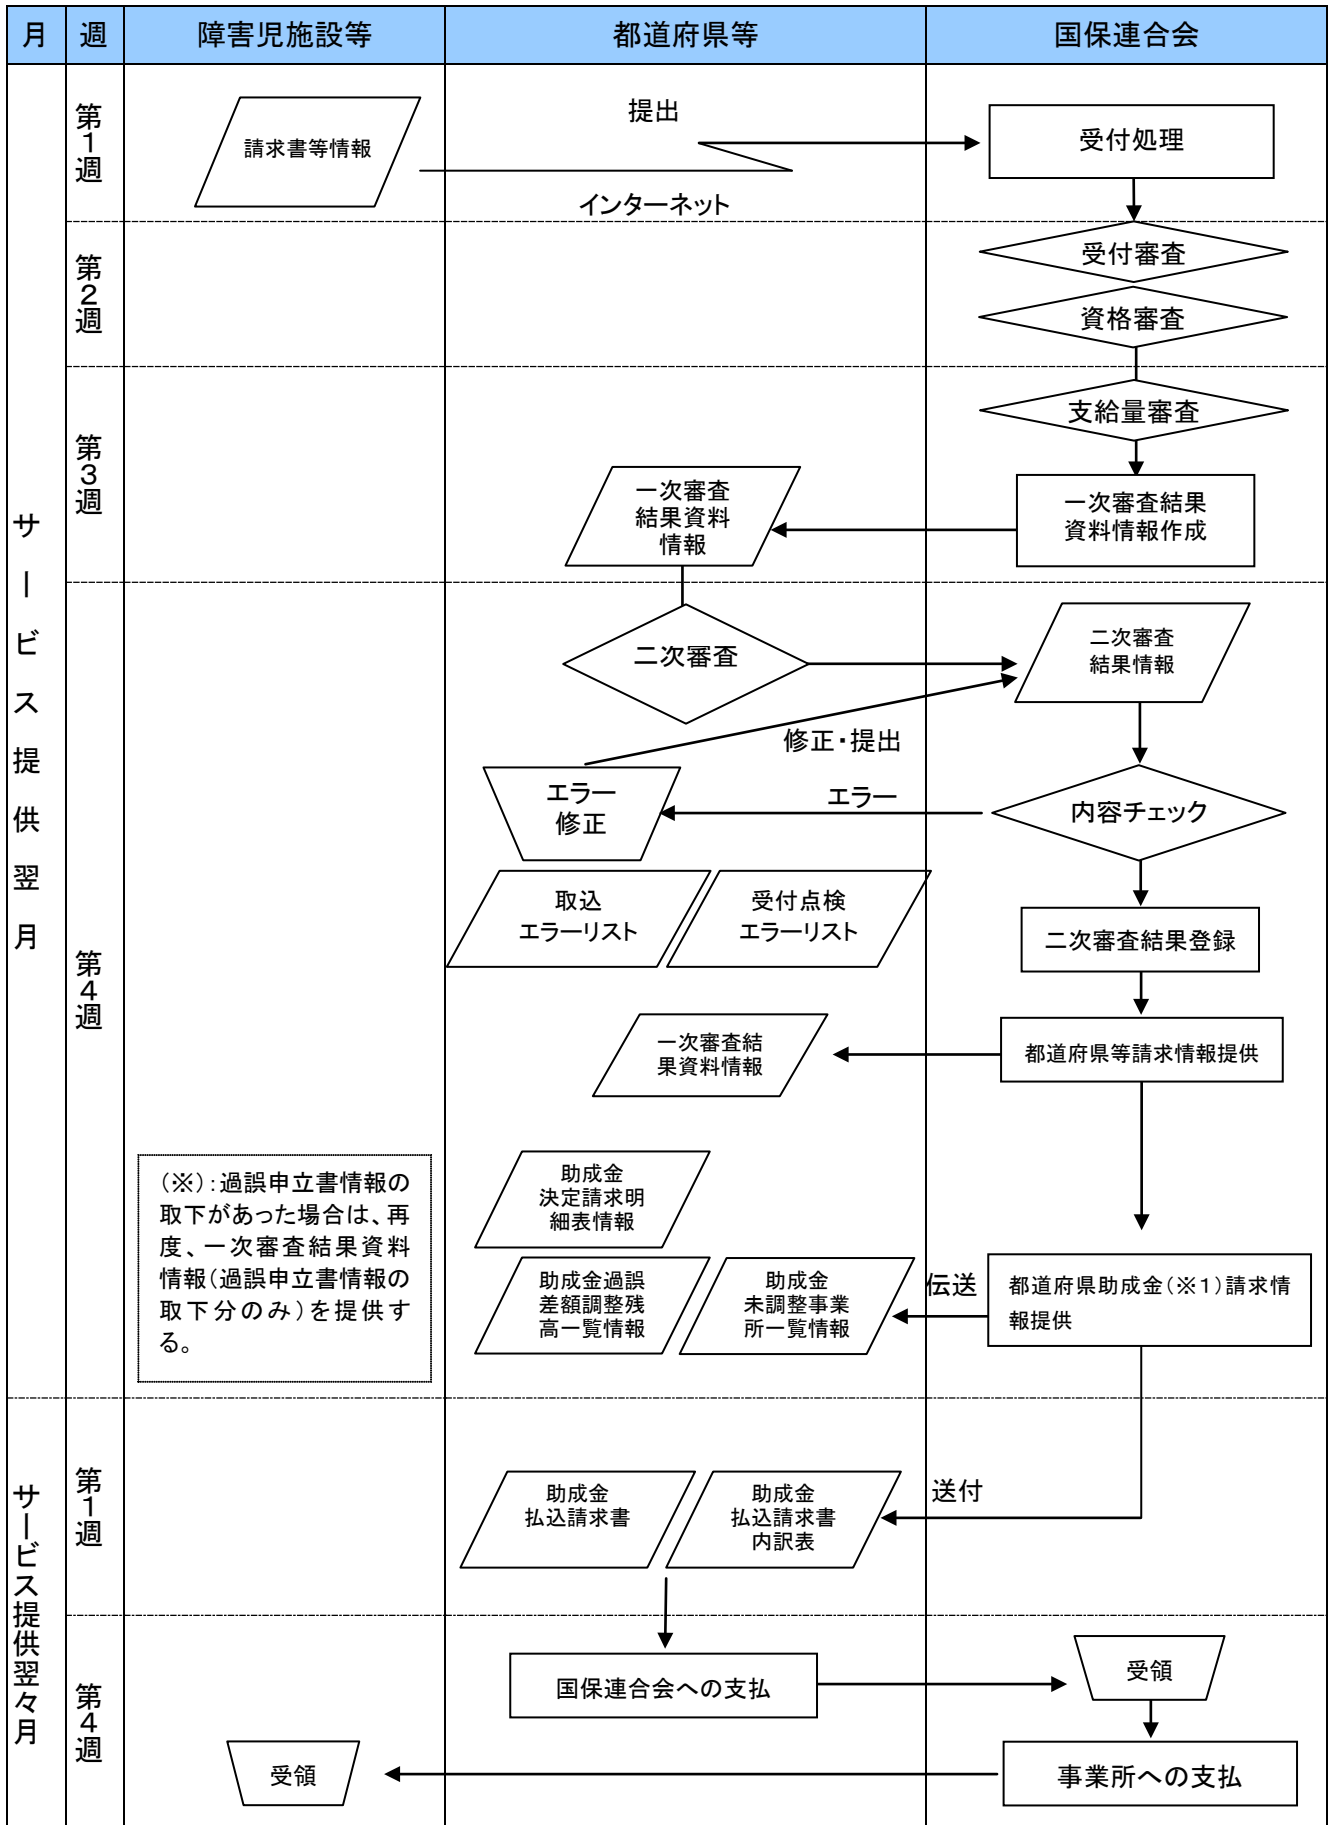 月 週 障害児施設等 都道府県等 国保連合会
サービス提供翌月
第１週
請求書等情報
提出
インターネット
受付処理
第２週
受付審査
資格審査
第３週
支給量審査
一次審査
結果資料
情報
一次審査結果
資料情報作成
第４週
二次審査
二次審査
結果情報
修正・提出
エラー
修正
エラー
内容チェック
取込
エラーリスト
受付点検
エラーリスト
二次審査結果登録
一次審査結
果資料情報
都道府県等請求情報提供
（※）：過誤申立書情報の
取下があった場合は、再
度、一次審査結果資料
情報（過誤申立書情報の
取下分のみ）を提供す
る。
助成金
決定請求明
細表情報
助成金過誤
差額調整残
高一覧情報
助成金
未調整事業
所一覧情報
伝送
都道府県助成金（※１）請求情
報提供
サービス提供翌々月
第１週
助成金
払込請求書
助成金
払込請求書
内訳表
送付
第４週
国保連合会への支払
受領
受領
事業所への支払